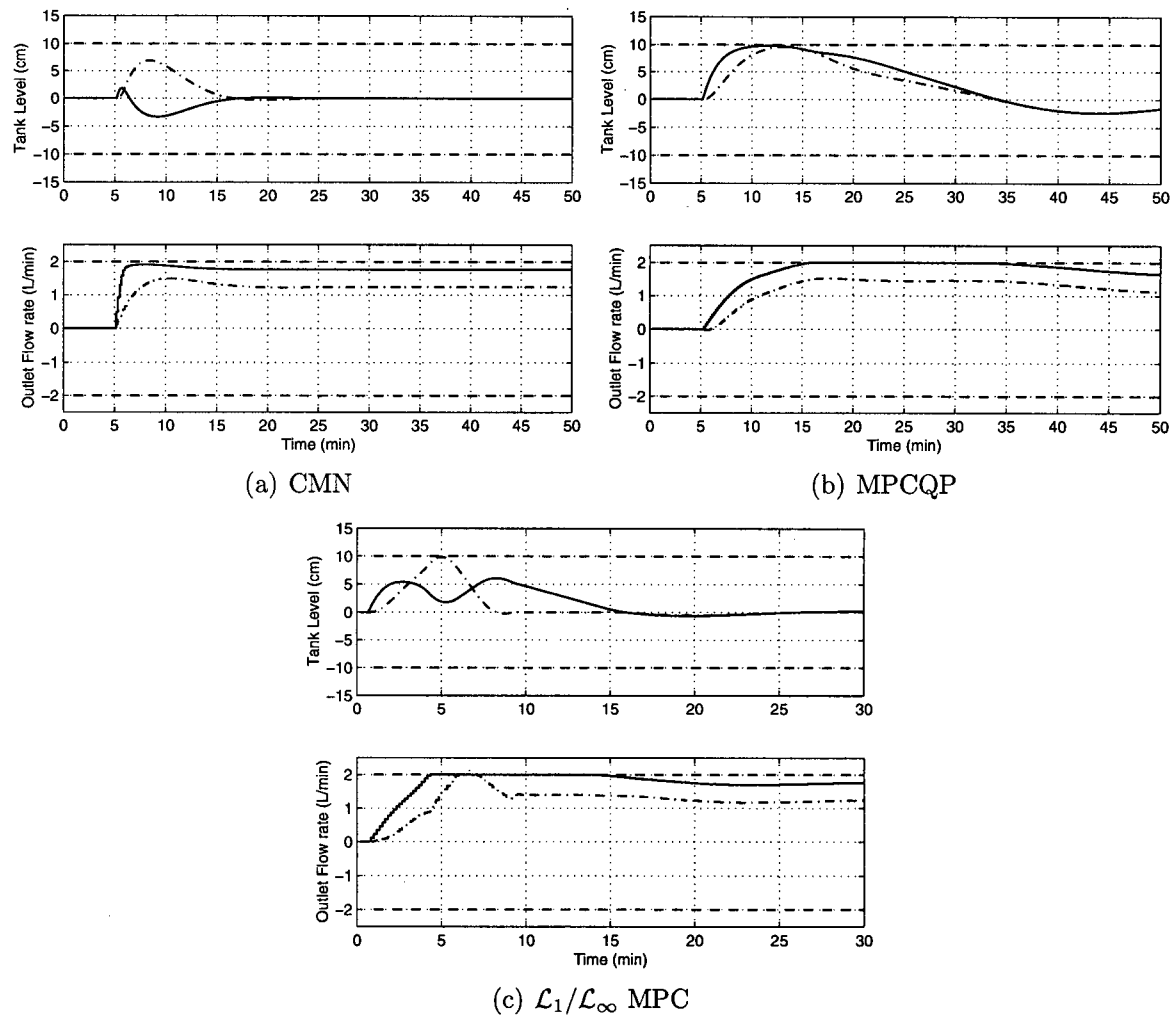 15
10
5
0
−5
−10
−15
Tank Level (cm)
0 5 10 15 20 25 30 35 40 45 50
2
1
0
−1
−2
Outlet Flow rate (L/min)
0 5 10 15 20 25 30 35 40 45 50
Time (min)
(a) CMN
15
10
5
0
−5
−10
−15
Tank Level (cm)
0 5 10 15 20 25 30 35 40 45 50
2
1
0
−1
−2
Outlet Flow rate (L/min)
0 5 10 15 20 25 30 35 40 45 50
Time (min)
(b) MPCQP
15
10
5
0
−5
−10
−15
Tank Level (cm)
0 5 10 15 20 25 30
2
1
0
−1
−2
Outlet Flow rate (L/min)
0 5 10 15 20 25 30
Time (min)
(c) ℒ₁/ℒ∞ MPC